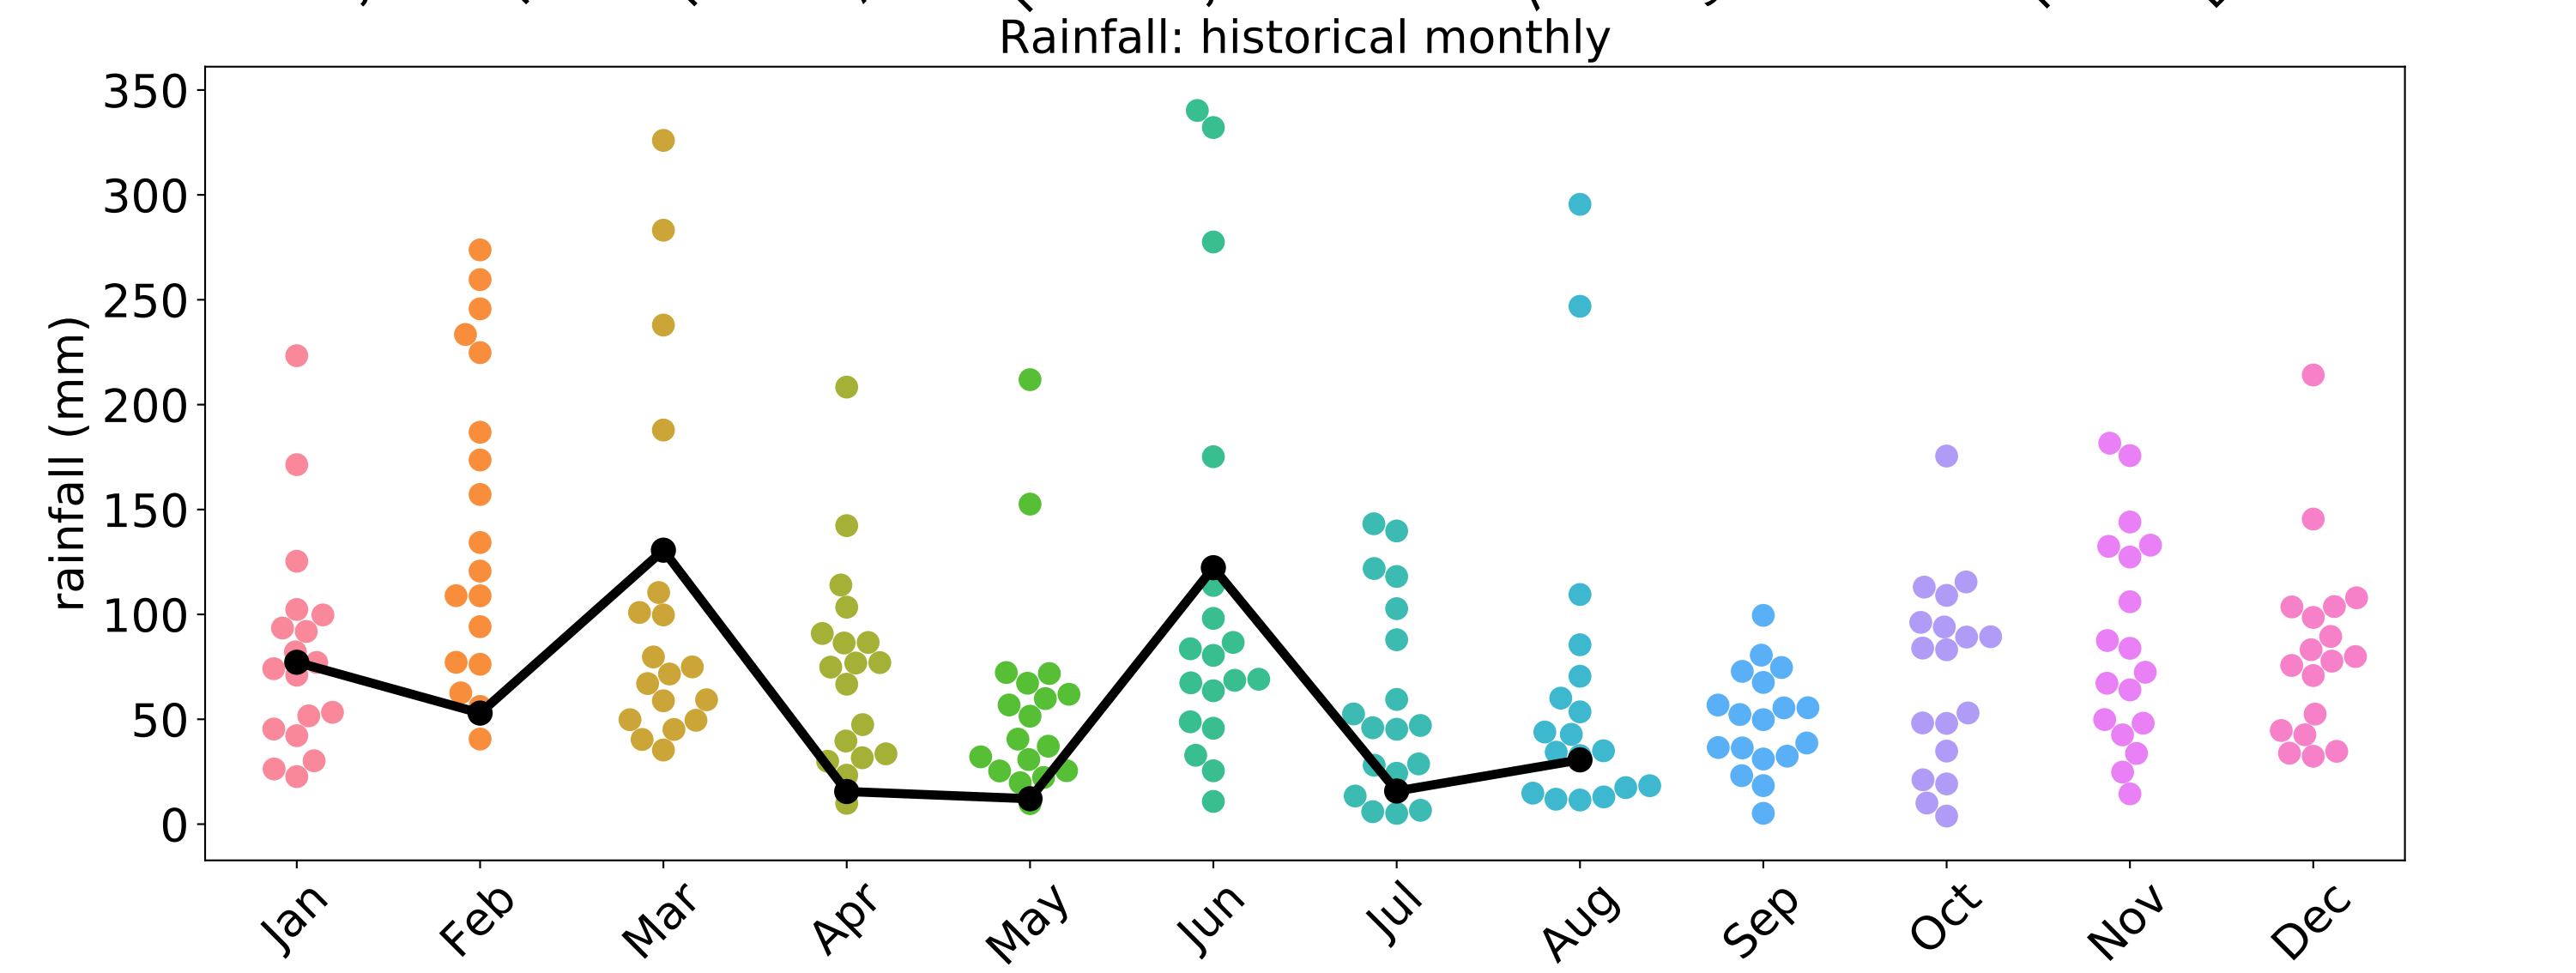 Rainfall: historical monthly
350
300
250
200
150
100
50
0
rainfall (mm)
Jan
Feb
Mar
Apr
May
Jun
Jul
Aug
Sep
Oct
Nov
Dec